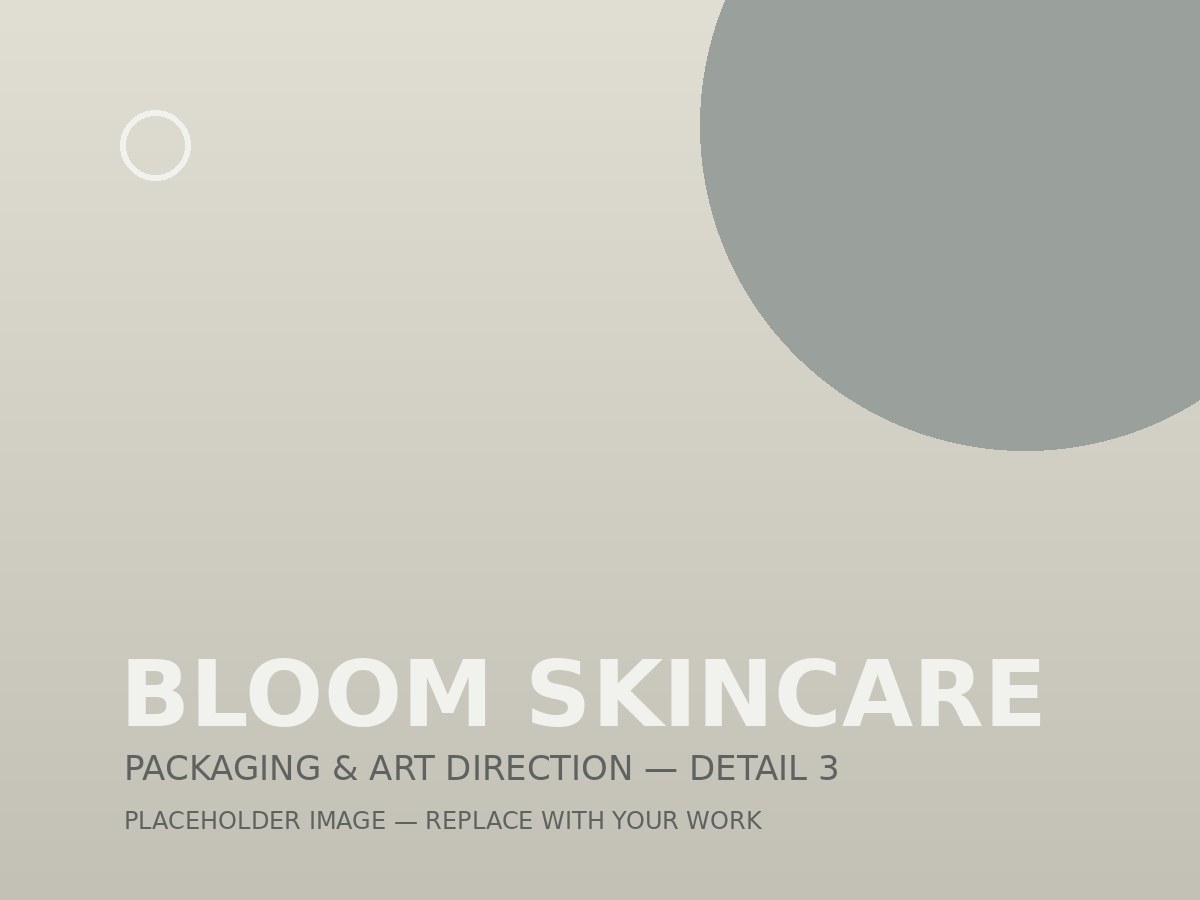 BLOOM SKINCARE
PACKAGING & ART DIRECTION — DETAIL 3
PLACEHOLDER IMAGE — REPLACE WITH YOUR WORK